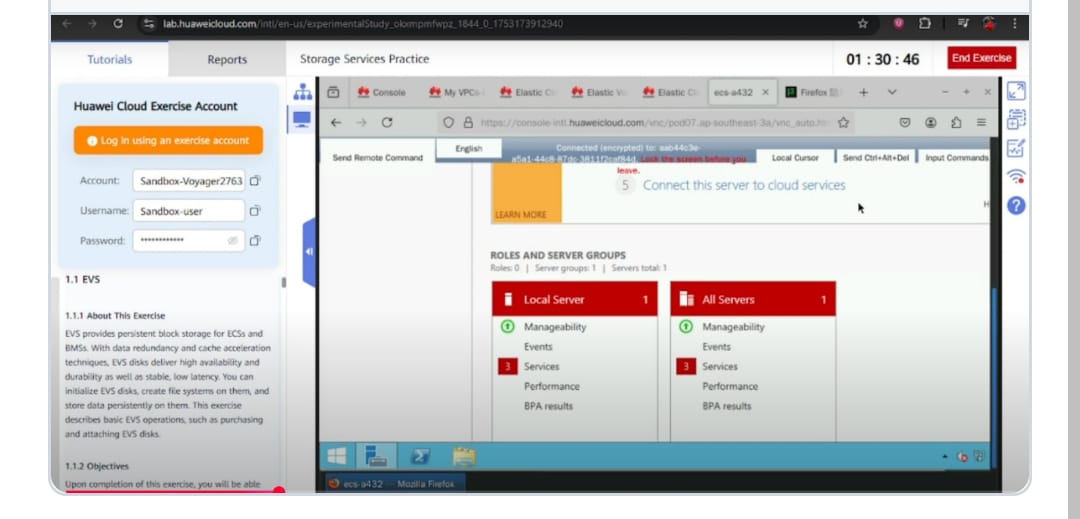 lab.huaweicloud.com/intl/en-us/experimentalStudy_olxmpmfwpz_1844_0_1753173912940
Tutorials
Reports
Storage Services Practice
01 : 30 : 46
End Exercise
Huawei Cloud Exercise Account
Log in using an exercise account
Account: Sandbox-Voyager2763
Username: Sandbox-user
Password: ************
1.1 EVS
1.1.1 About This Exercise
EVS provides persistent block storage for ECSs and
BMSs. With data redundancy and cache acceleration
techniques, EVS disks deliver high availability and
durability as well as stable, low latency. You can
initialize EVS disks, create file systems on them, and
store data persistently on them. This exercise
describes basic EVS operations, such as purchasing
and attaching EVS disks.
1.1.2 Objectives
Upon completion of this exercise, you will be able
Console
My VPCs
Elastic
Elastic
Elastic
ecs-a432
Firefox
https://console-intl.huaweicloud.com/vnc/pod07.ap-southeast-3a/vnc_auto.
Send Remote Command
English
Connected (encrypted) to: aab44c3e-
a5a1-44c8-87dc-3811f2caf84d Lock the screen before you
leave.
Local Cursor
Send Ctrl+Alt+Del
Input Commands
5 Connect this server to cloud services
LEARN MORE
H
ROLES AND SERVER GROUPS
Roles: 0 | Server groups: 1 | Servers total: 1
Local Server 1
Manageability
Events
3 Services
Performance
BPA results
All Servers 1
Manageability
Events
3 Services
Performance
BPA results
ecs-a432 — Mozilla Firefox